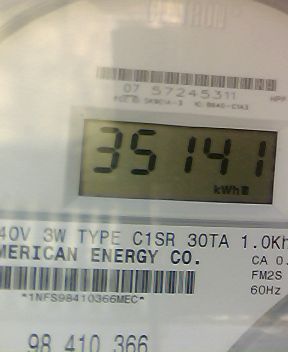 07 57245311
35141
kWh
40V 3W TYPE C1SR 30TA 1.0Kh
MERICAN ENERGY CO.
CA 0.
FM2S
*1NFS98410366MEC*
60Hz
98 410 366